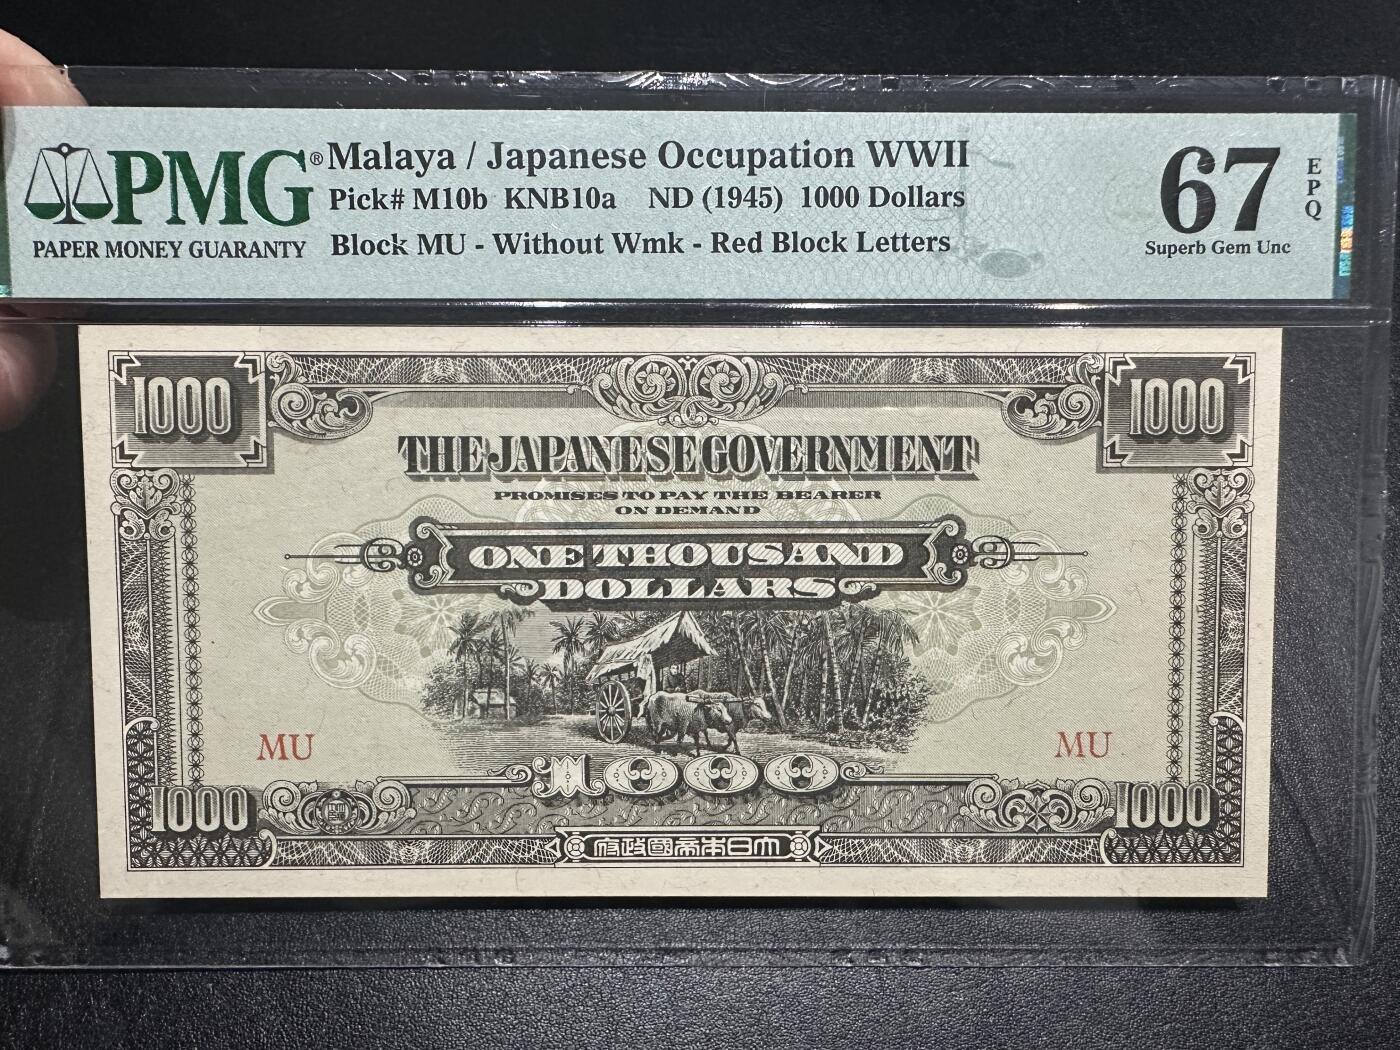 PMG®
PAPER MONEY GUARANTY
Malaya / Japanese Occupation WWII
Pick# M10b KNB10a ND (1945) 1000 Dollars
Block MU - Without Wmk - Red Block Letters
67
EPQ
Superb Gem Unc
1000 1000
THE JAPANESE GOVERNMENT
PROMISES TO PAY THE BEARER
ON DEMAND
ONE THOUSAND
DOLLARS
MU MU
1000
1000 1000
府政國帝本日大